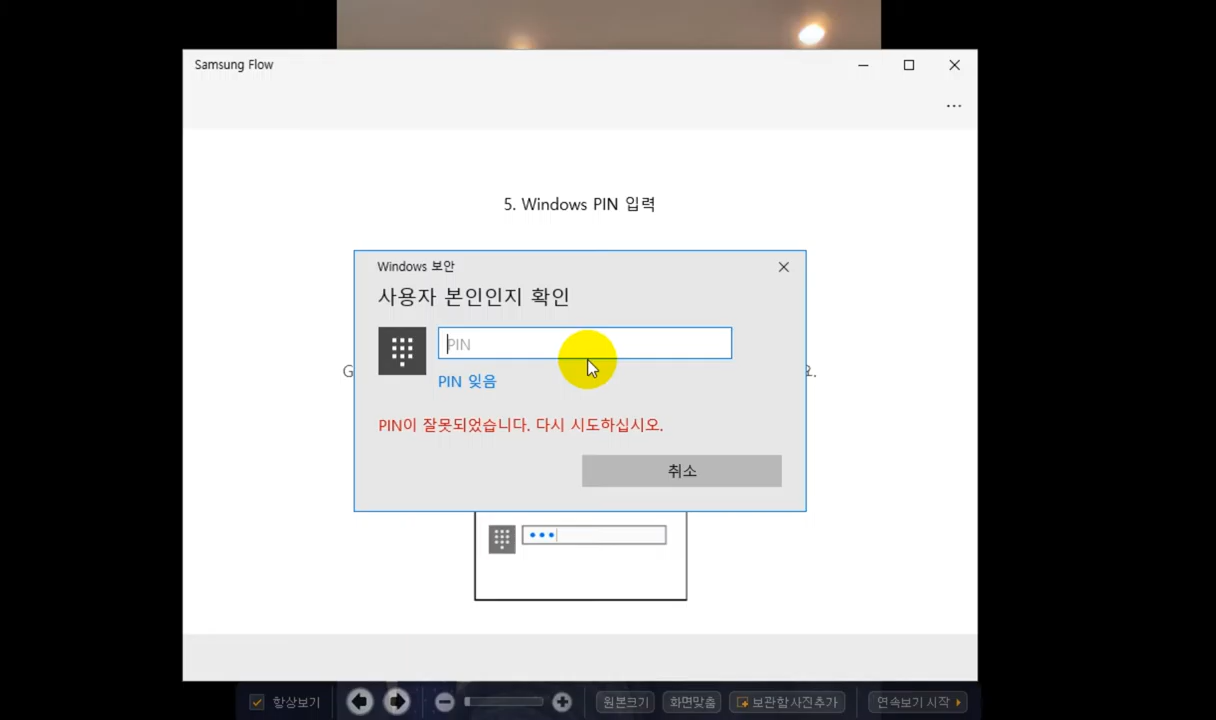 Samsung Flow
5. Windows PIN 입력
Windows 보안
사용자 본인인지 확인
PIN
PIN 잊음
PIN이 잘못되었습니다. 다시 시도하십시오.
취소
항상보기
원본크기
화면맞춤
보관함사진추가
연속보기 시작